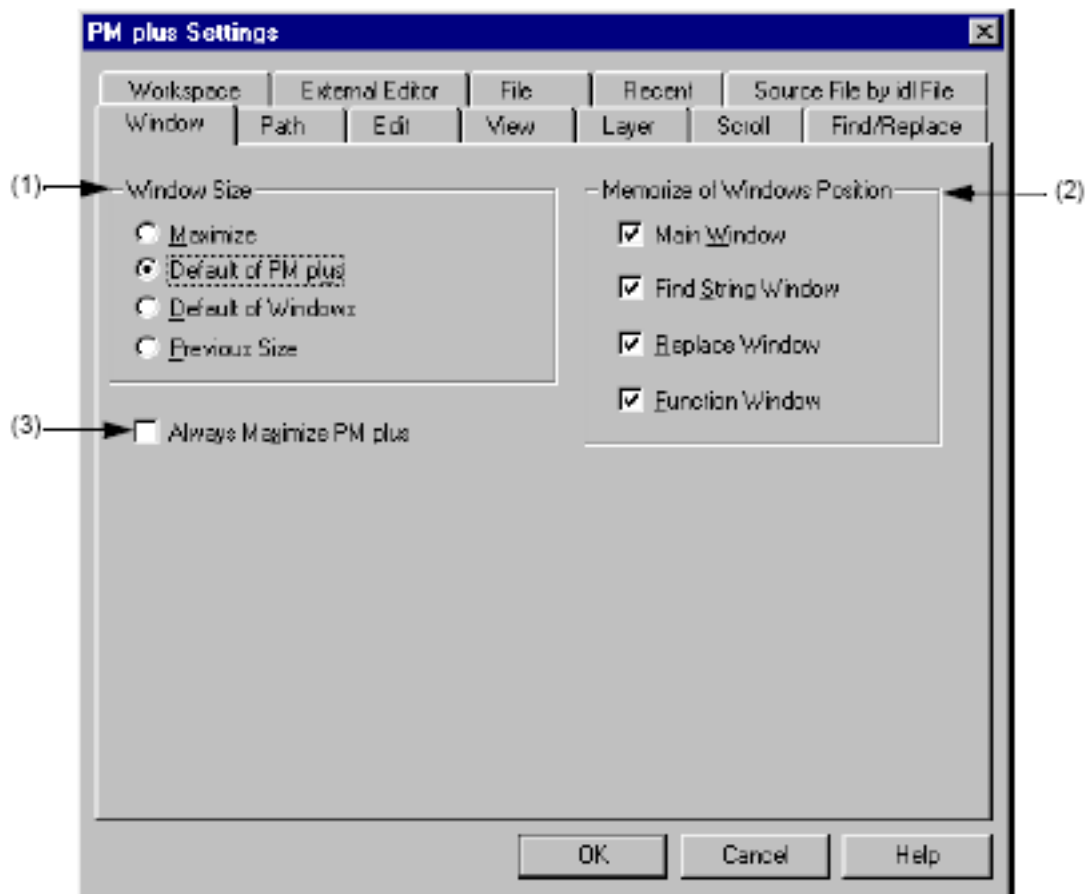 PM plus Settings
Workspace External Editor File Recent Source File by idl File
Window Path Edit View Layer Scroll Find/Replace
(1) Window Size
Maximize
Default of PM plus
Default of Windows
Previous Size
Memorize of Windows Position (2)
Main Window
Find String Window
Replace Window
Function Window
(3) Always Maximize PM plus
OK Cancel Help